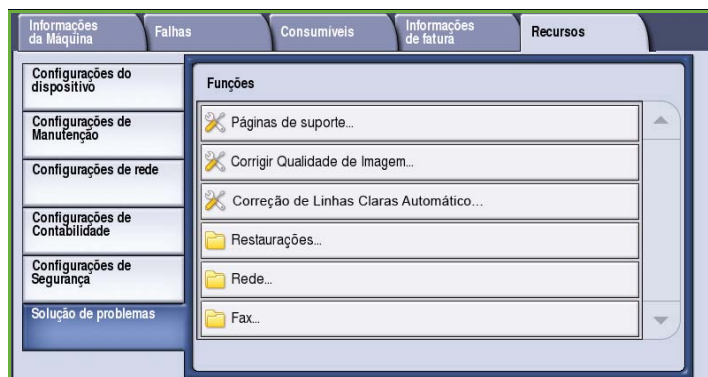 Informações
da Máquina
Falhas
Consumíveis
Informações
de fatura
Recursos
Configurações do
dispositivo
Configurações de
Manutenção
Configurações de rede
Configurações de
Contabilidade
Configurações de
Segurança
Solução de problemas
Funções
Páginas de suporte...
Corrigir Qualidade de Imagem...
Correção de Linhas Claras Automático...
Restaurações...
Rede...
Fax...